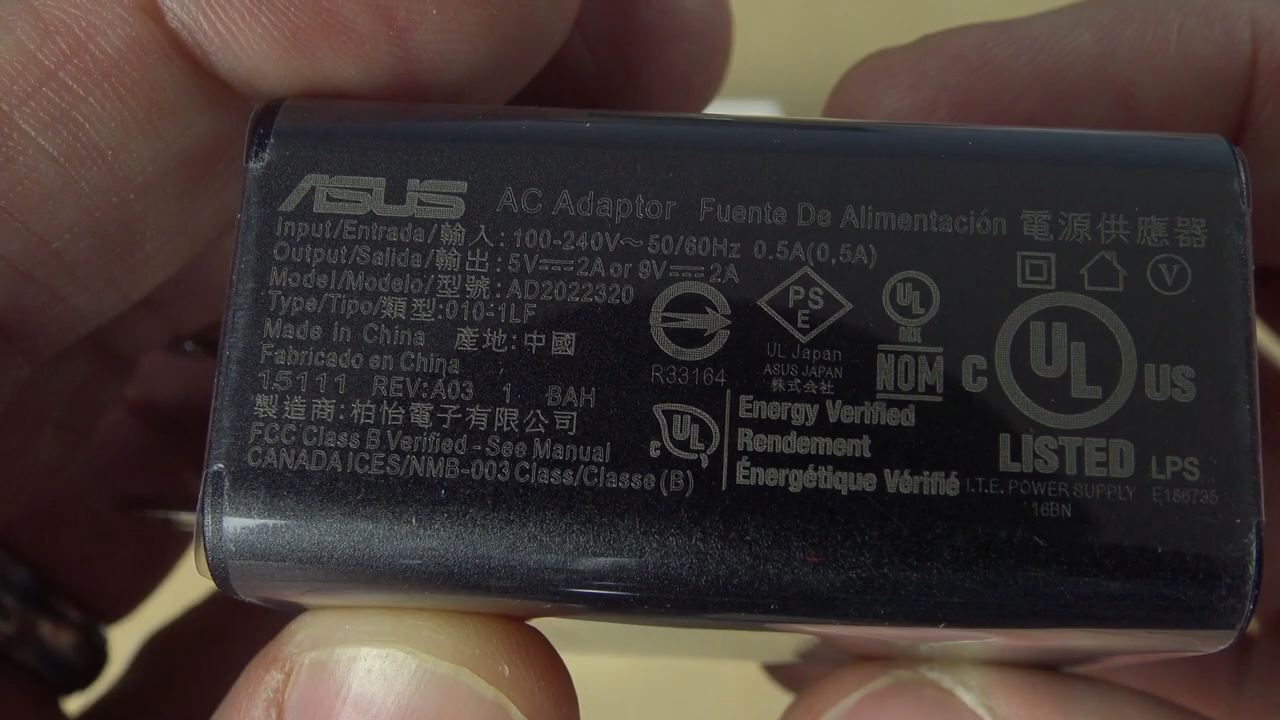 ASUS AC Adaptor Fuente De Alimentación 電源供應器
Input/Entrada/輸入: 100-240V～50/60Hz 0.5A(0,5A)
Output/Salida/輸出: 5V⎓2A or 9V⎓2A
Model/Modelo/型號: AD2022320
Type/Tipo/類型:010-1LF
Made In China 產地:中國
Fabricado en China
15111 REV:A03 1 BAH
製造商:柏怡電子有限公司
FCC Class B Verified - See Manual
CANADA ICES/NMB-003 Class/Classe (B)
R33164
PS
E
UL Japan
ASUS JAPAN
株式会社
UL
MX
NOM
V
C UL US
LISTED LPS
I.T.E. POWER SUPPLY E186735
16BN
c UL
Energy Verified
Rendement
Énergétique Vérifié